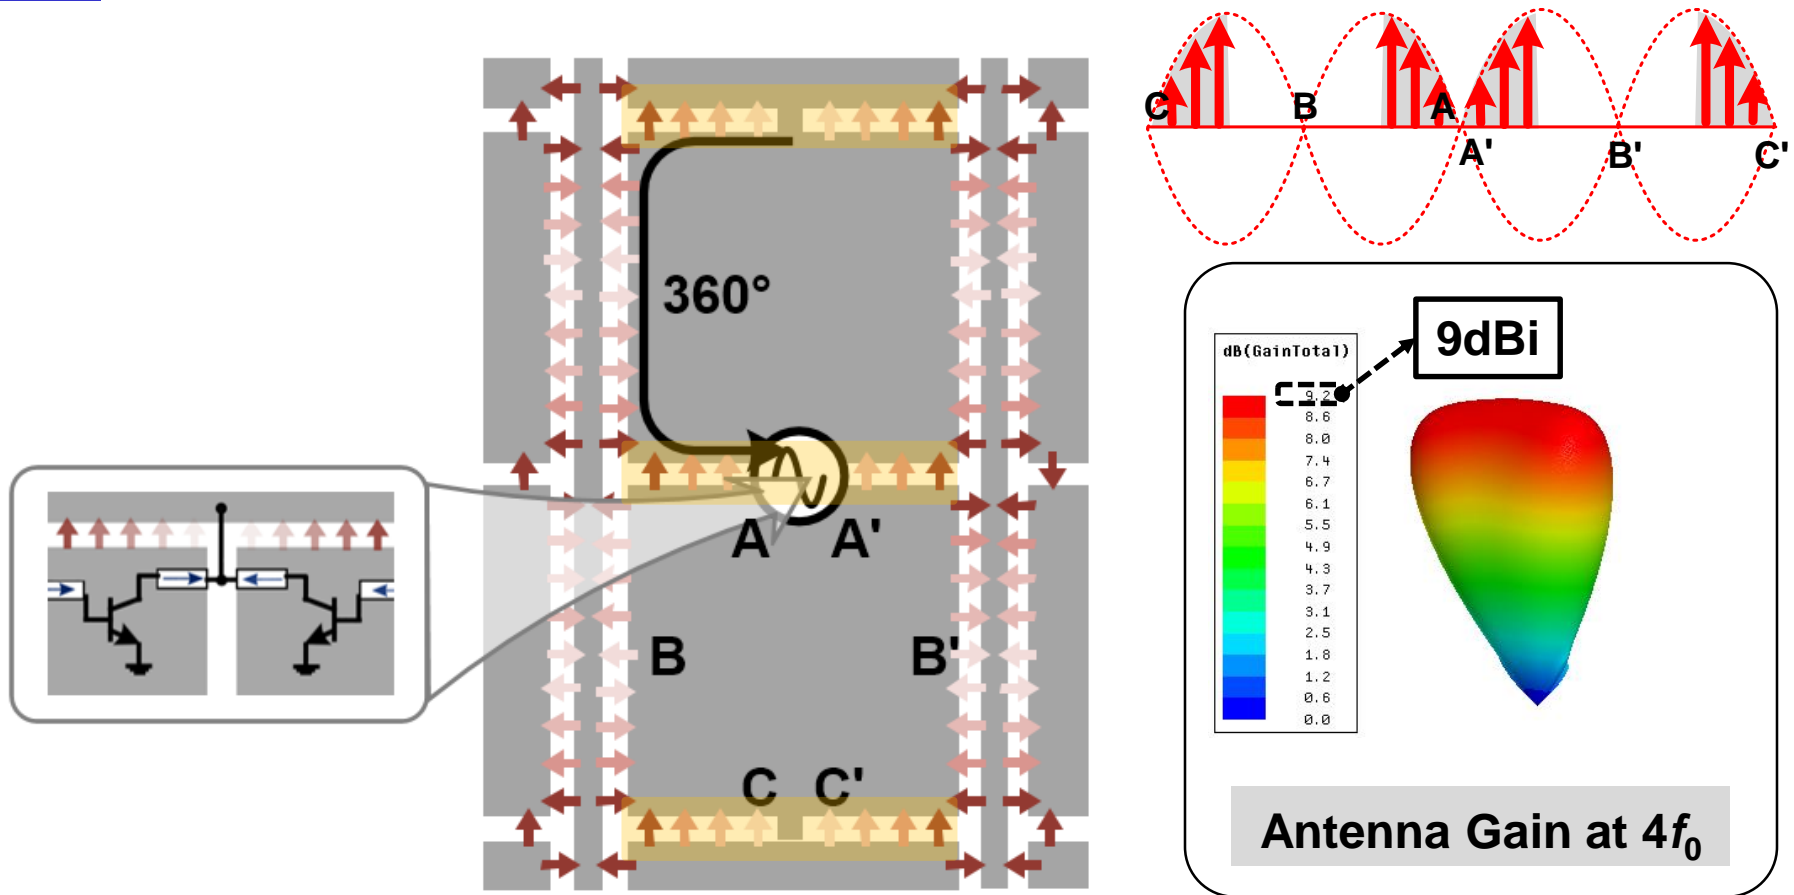 C
B
A
A'
B'
C'
360°
A
A'
B
B'
C
C'
9dBi
dB(GainTotal)
9.2
8.6
8.0
7.4
6.7
6.1
5.5
4.9
4.3
3.7
3.1
2.5
1.8
1.2
0.6
0.0
Antenna Gain at 4f₀